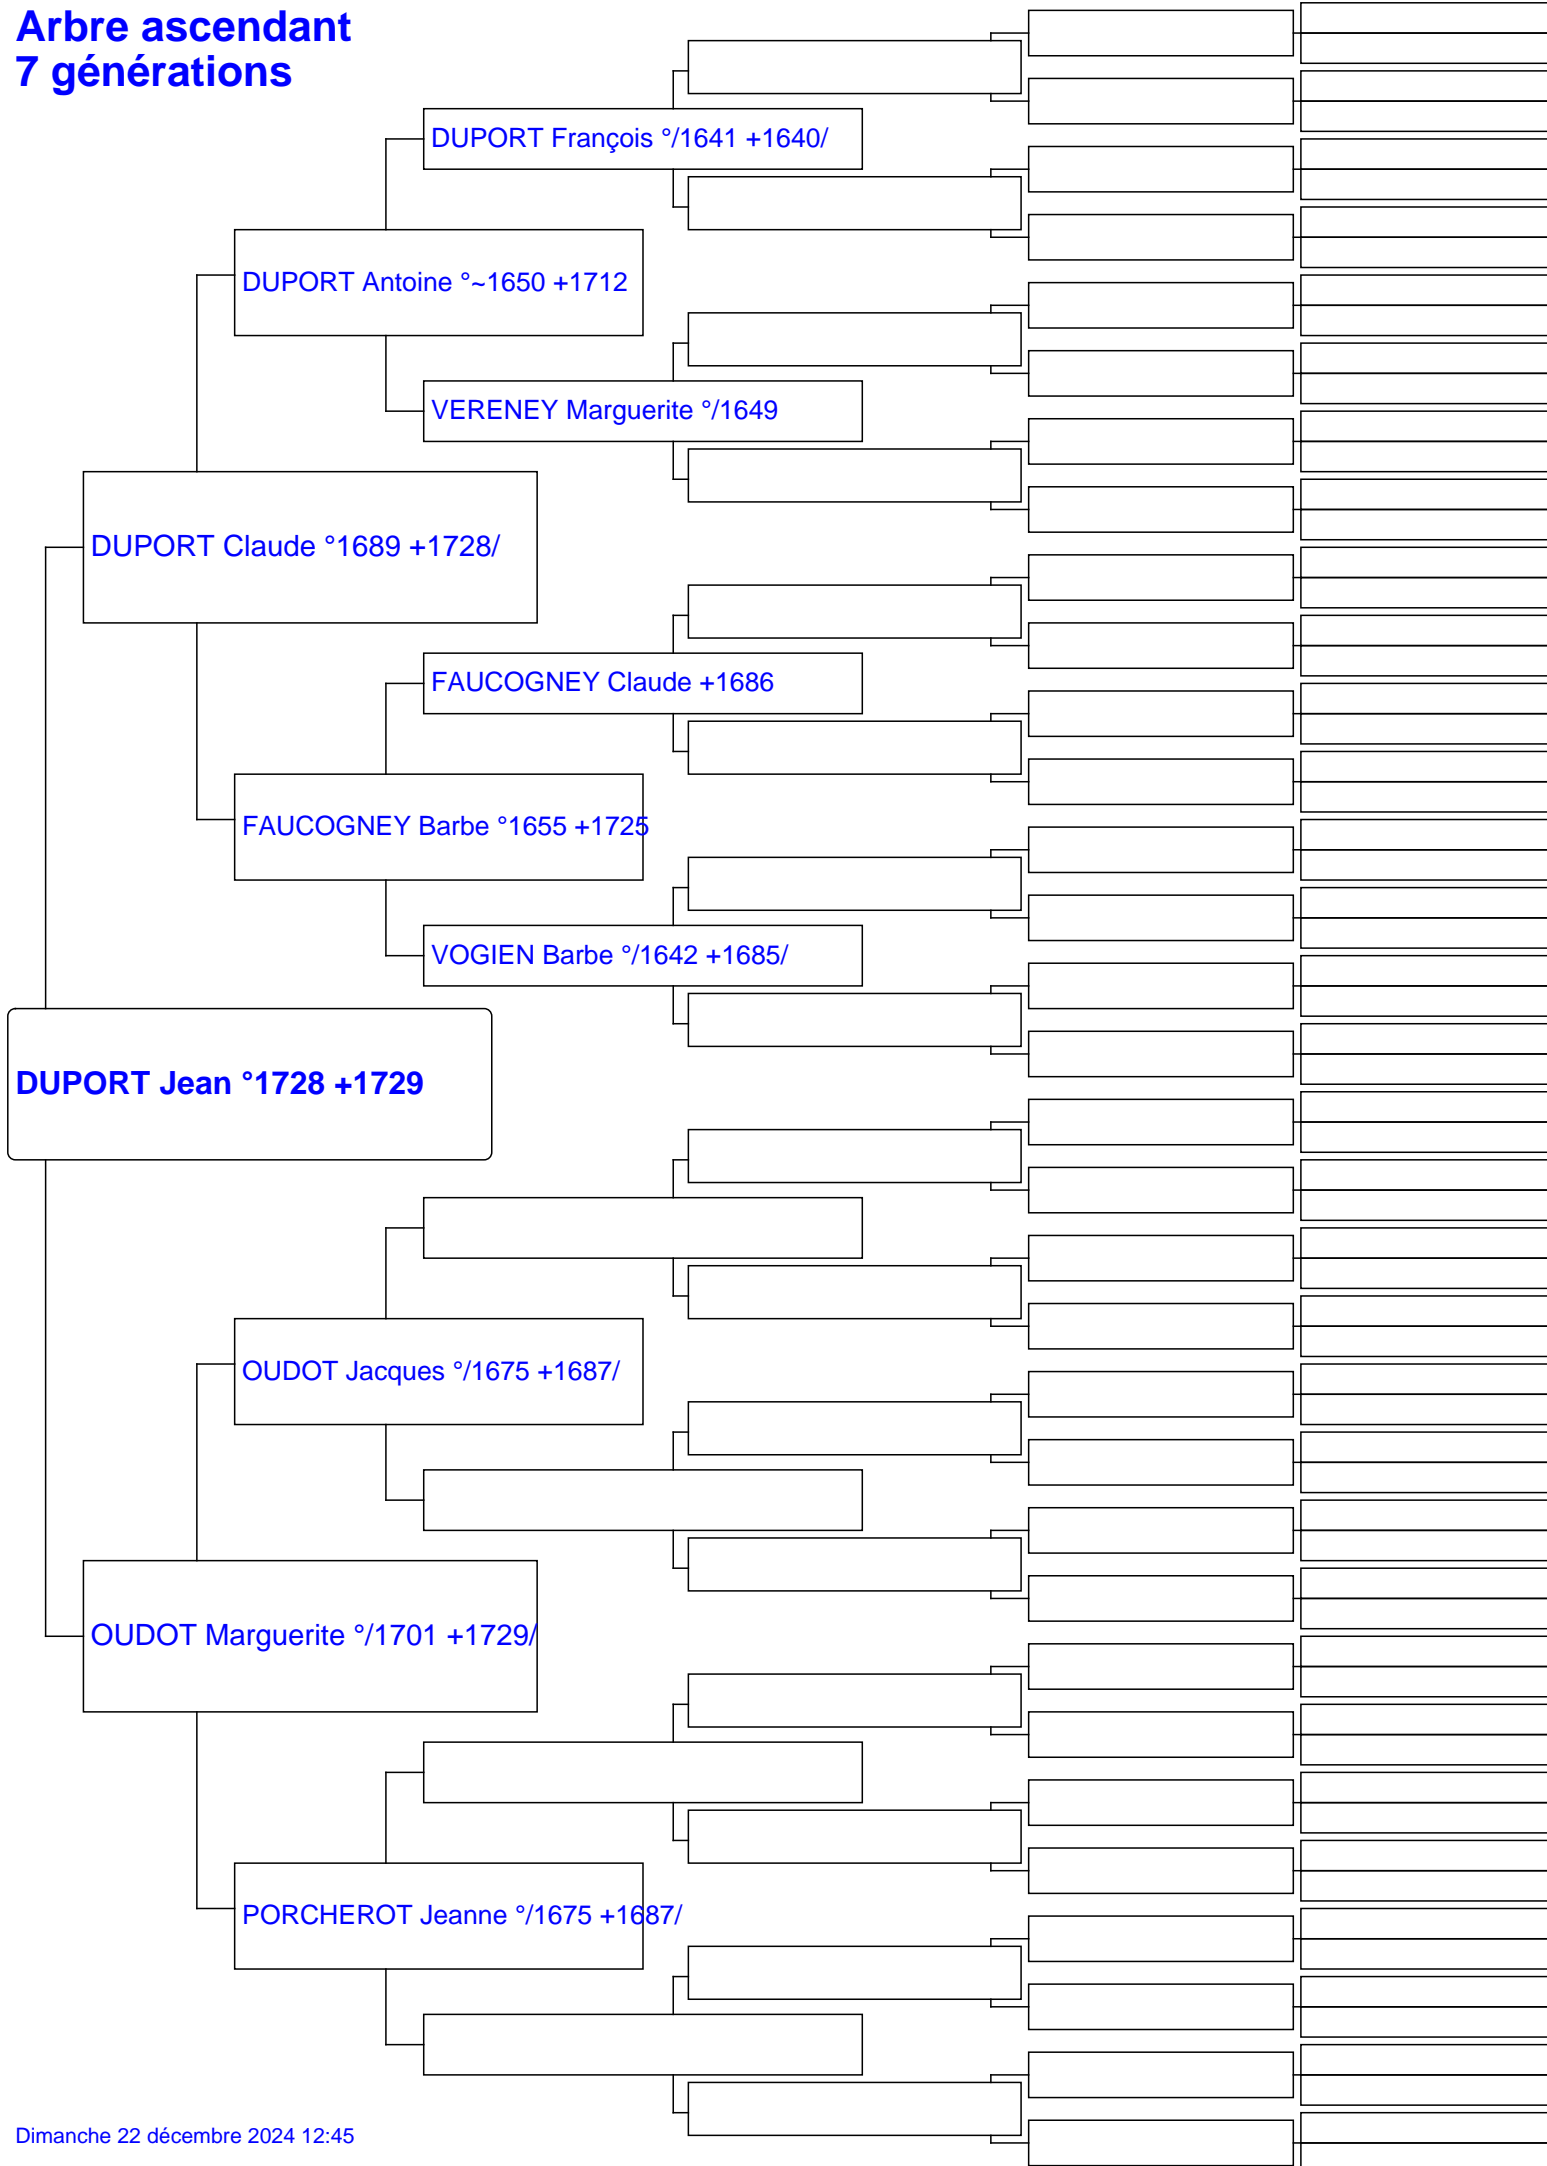 Arbre ascendant
7 générations
DUPORT François °/1641 +1640/
DUPORT Antoine °~1650 +1712
VERENEY Marguerite °/1649
DUPORT Claude °1689 +1728/
FAUCOGNEY Claude +1686
FAUCOGNEY Barbe °1655 +1725
VOGIEN Barbe °/1642 +1685/
DUPORT Jean °1728 +1729
OUDOT Jacques °/1675 +1687/
OUDOT Marguerite °/1701 +1729/
PORCHEROT Jeanne °/1675 +1687/
Dimanche 22 décembre 2024 12:45